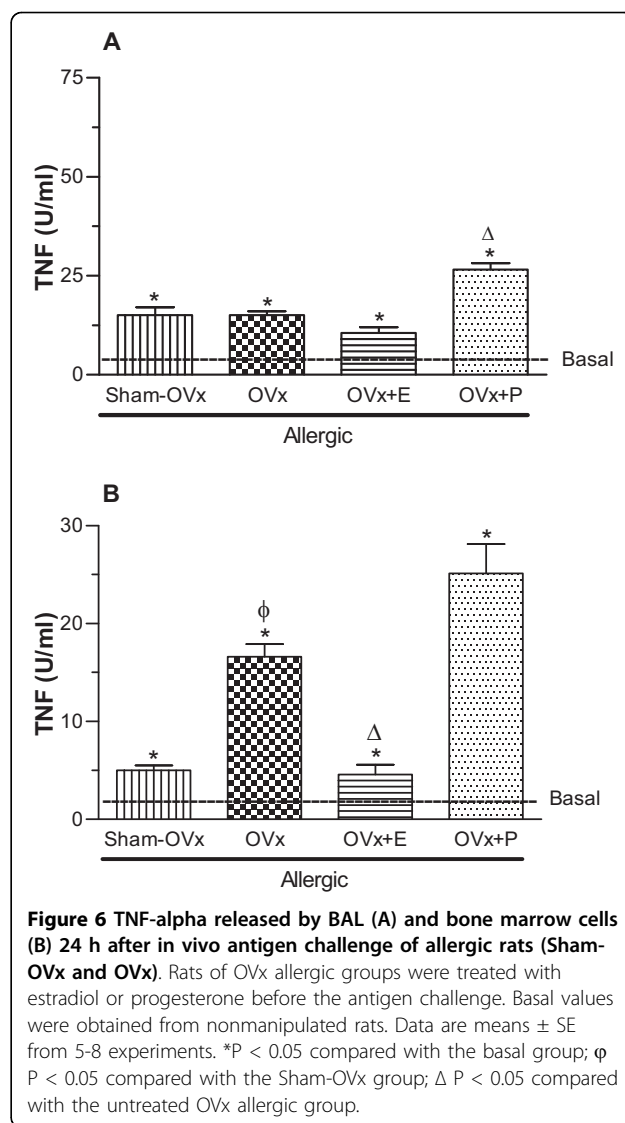 A
75
50
25
0
TNF (U/ml)
*
*
*
Δ
*
Basal
Sham-OVx OVx OVx+E OVx+P
Allergic
B
30
20
10
0
TNF (U/ml)
*
ϕ
*
Δ
*
*
Basal
Sham-OVx OVx OVx+E OVx+P
Allergic
Figure 6 TNF-alpha released by BAL (A) and bone marrow cells
(B) 24 h after in vivo antigen challenge of allergic rats (Sham-
OVx and OVx). Rats of OVx allergic groups were treated with
estradiol or progesterone before the antigen challenge. Basal values
were obtained from nonmanipulated rats. Data are means ± SE
from 5-8 experiments. *P < 0.05 compared with the basal group; φ
P < 0.05 compared with the Sham-OVx group; Δ P < 0.05 compared
with the untreated OVx allergic group.